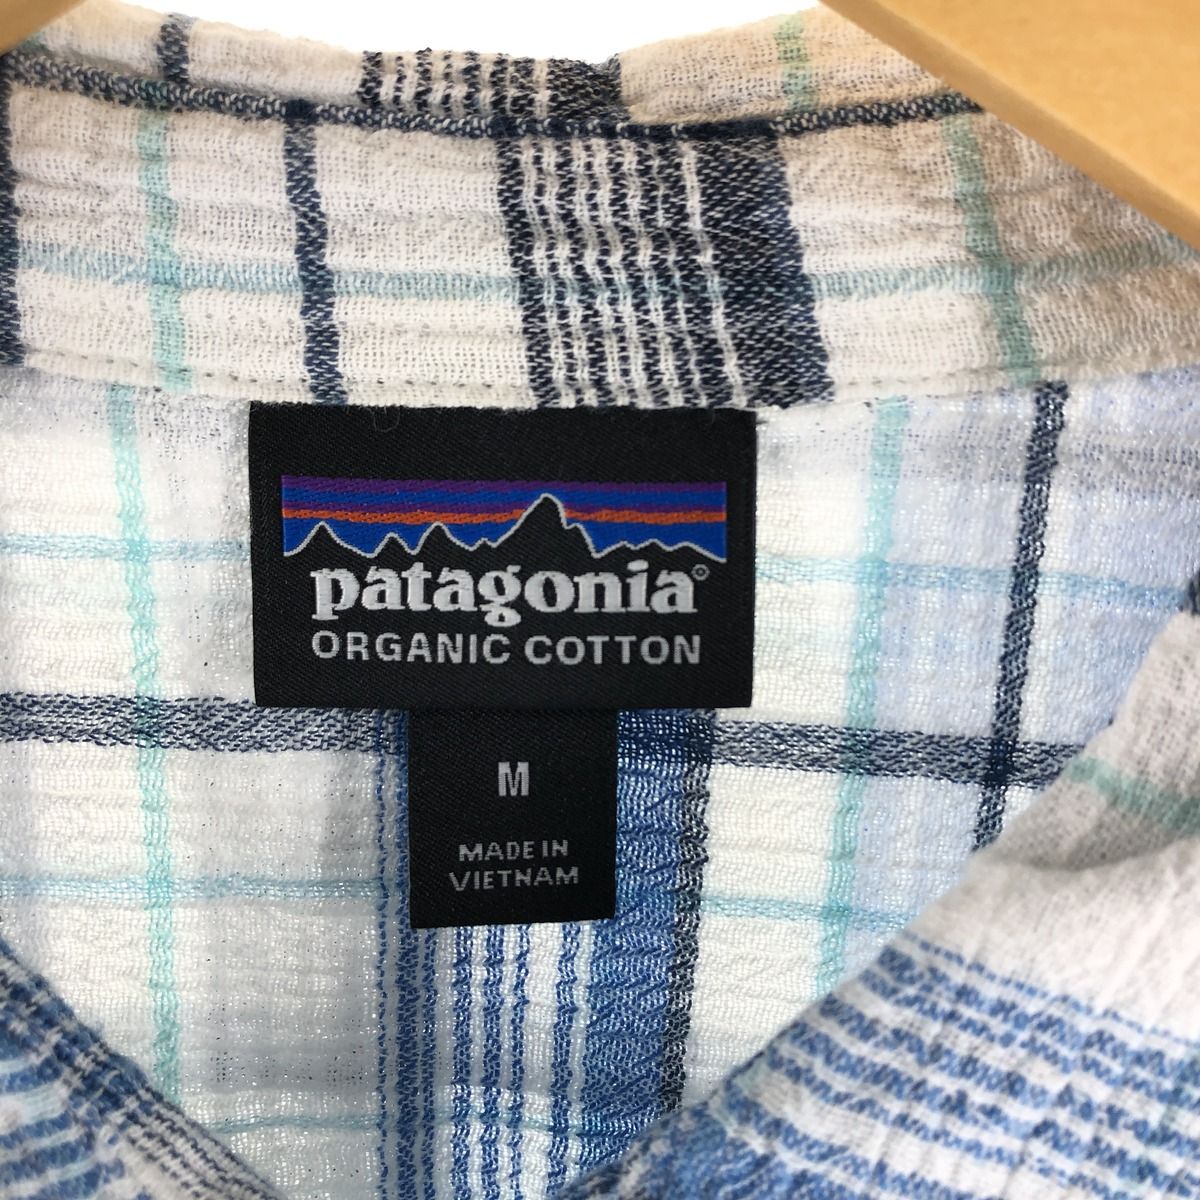 patagonia®
ORGANIC COTTON
M
MADE IN
VIETNAM